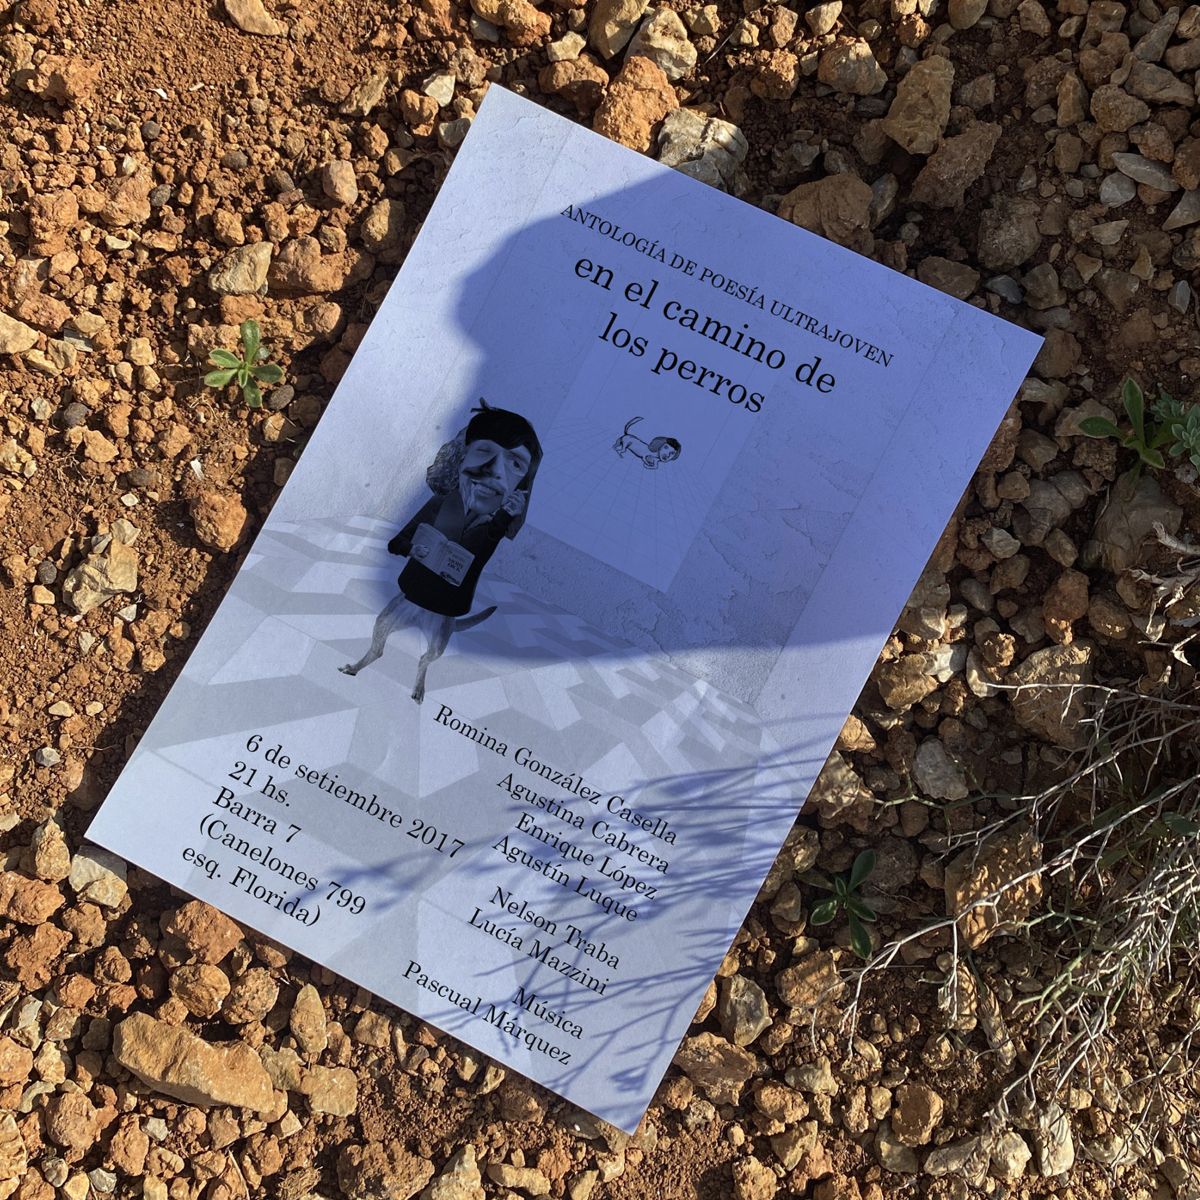 ANTOLOGÍA DE POESÍA ULTRAJOVEN
en el camino de
los perros
MOBY
DICK
Romina González Casella
Agustina Cabrera
Enrique López
Agustín Luque
Nelson Traba
Lucía Mazzini
Música
Pascual Márquez
6 de setiembre 2017
21 hs.
Barra 7
(Canelones 799
esq. Florida)